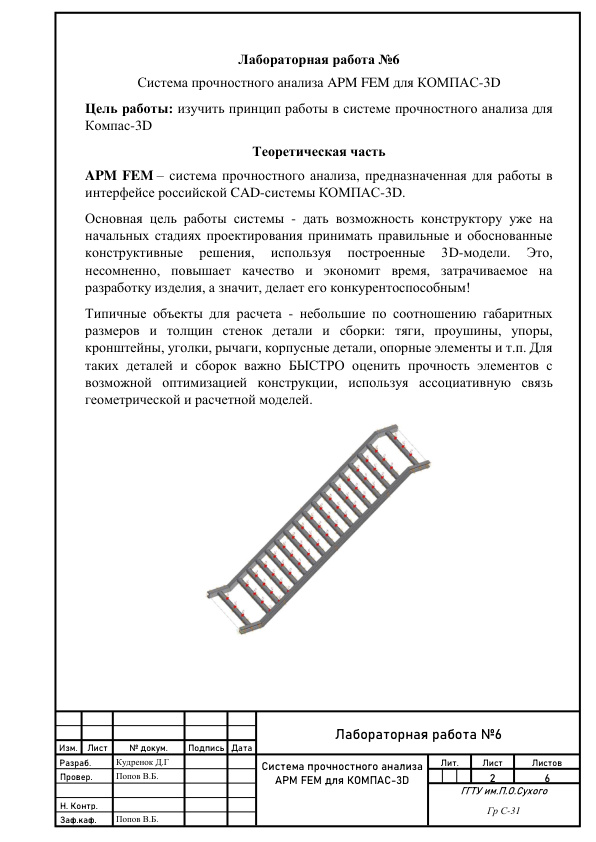 Лабораторная работа №6
Система прочностного анализа APM FEM для КОМПАС-3D
Цель работы: изучить принцип работы в системе прочностного анализа для
Компас-3D
Теоретическая часть
APM FEM – система прочностного анализа, предназначенная для работы в
интерфейсе российской CAD-системы КОМПАС-3D.
Основная цель работы системы - дать возможность конструктору уже на
начальных стадиях проектирования принимать правильные и обоснованные
конструктивные решения, используя построенные 3D-модели. Это,
несомненно, повышает качество и экономит время, затрачиваемое на
разработку изделия, а значит, делает его конкурентоспособным!
Типичные объекты для расчета - небольшие по соотношению габаритных
размеров и толщин стенок детали и сборки: тяги, проушины, упоры,
кронштейны, уголки, рычаги, корпусные детали, опорные элементы и т.п. Для
таких деталей и сборок важно БЫСТРО оценить прочность элементов с
возможной оптимизацией конструкции, используя ассоциативную связь
геометрической и расчетной моделей.
Лабораторная работа №6
Изм. Лист № докум. Подпись Дата
Разраб. Кудренок Д.Г
Провер. Попов В.Б.
Н. Контр.
Заф.каф. Попов В.Б.
Система прочностного анализа
APM FEM для КОМПАС-3D
Лит. Лист Листов
2 6
ГГТУ им.П.О.Сухого
Гр С-31